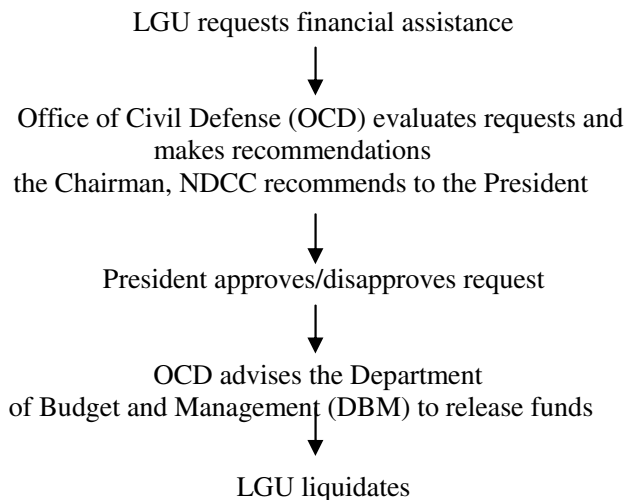 LGU requests financial assistance
Office of Civil Defense (OCD) evaluates requests and
makes recommendations
the Chairman, NDCC recommends to the President
President approves/disapproves request
OCD advises the Department
of Budget and Management (DBM) to release funds
LGU liquidates